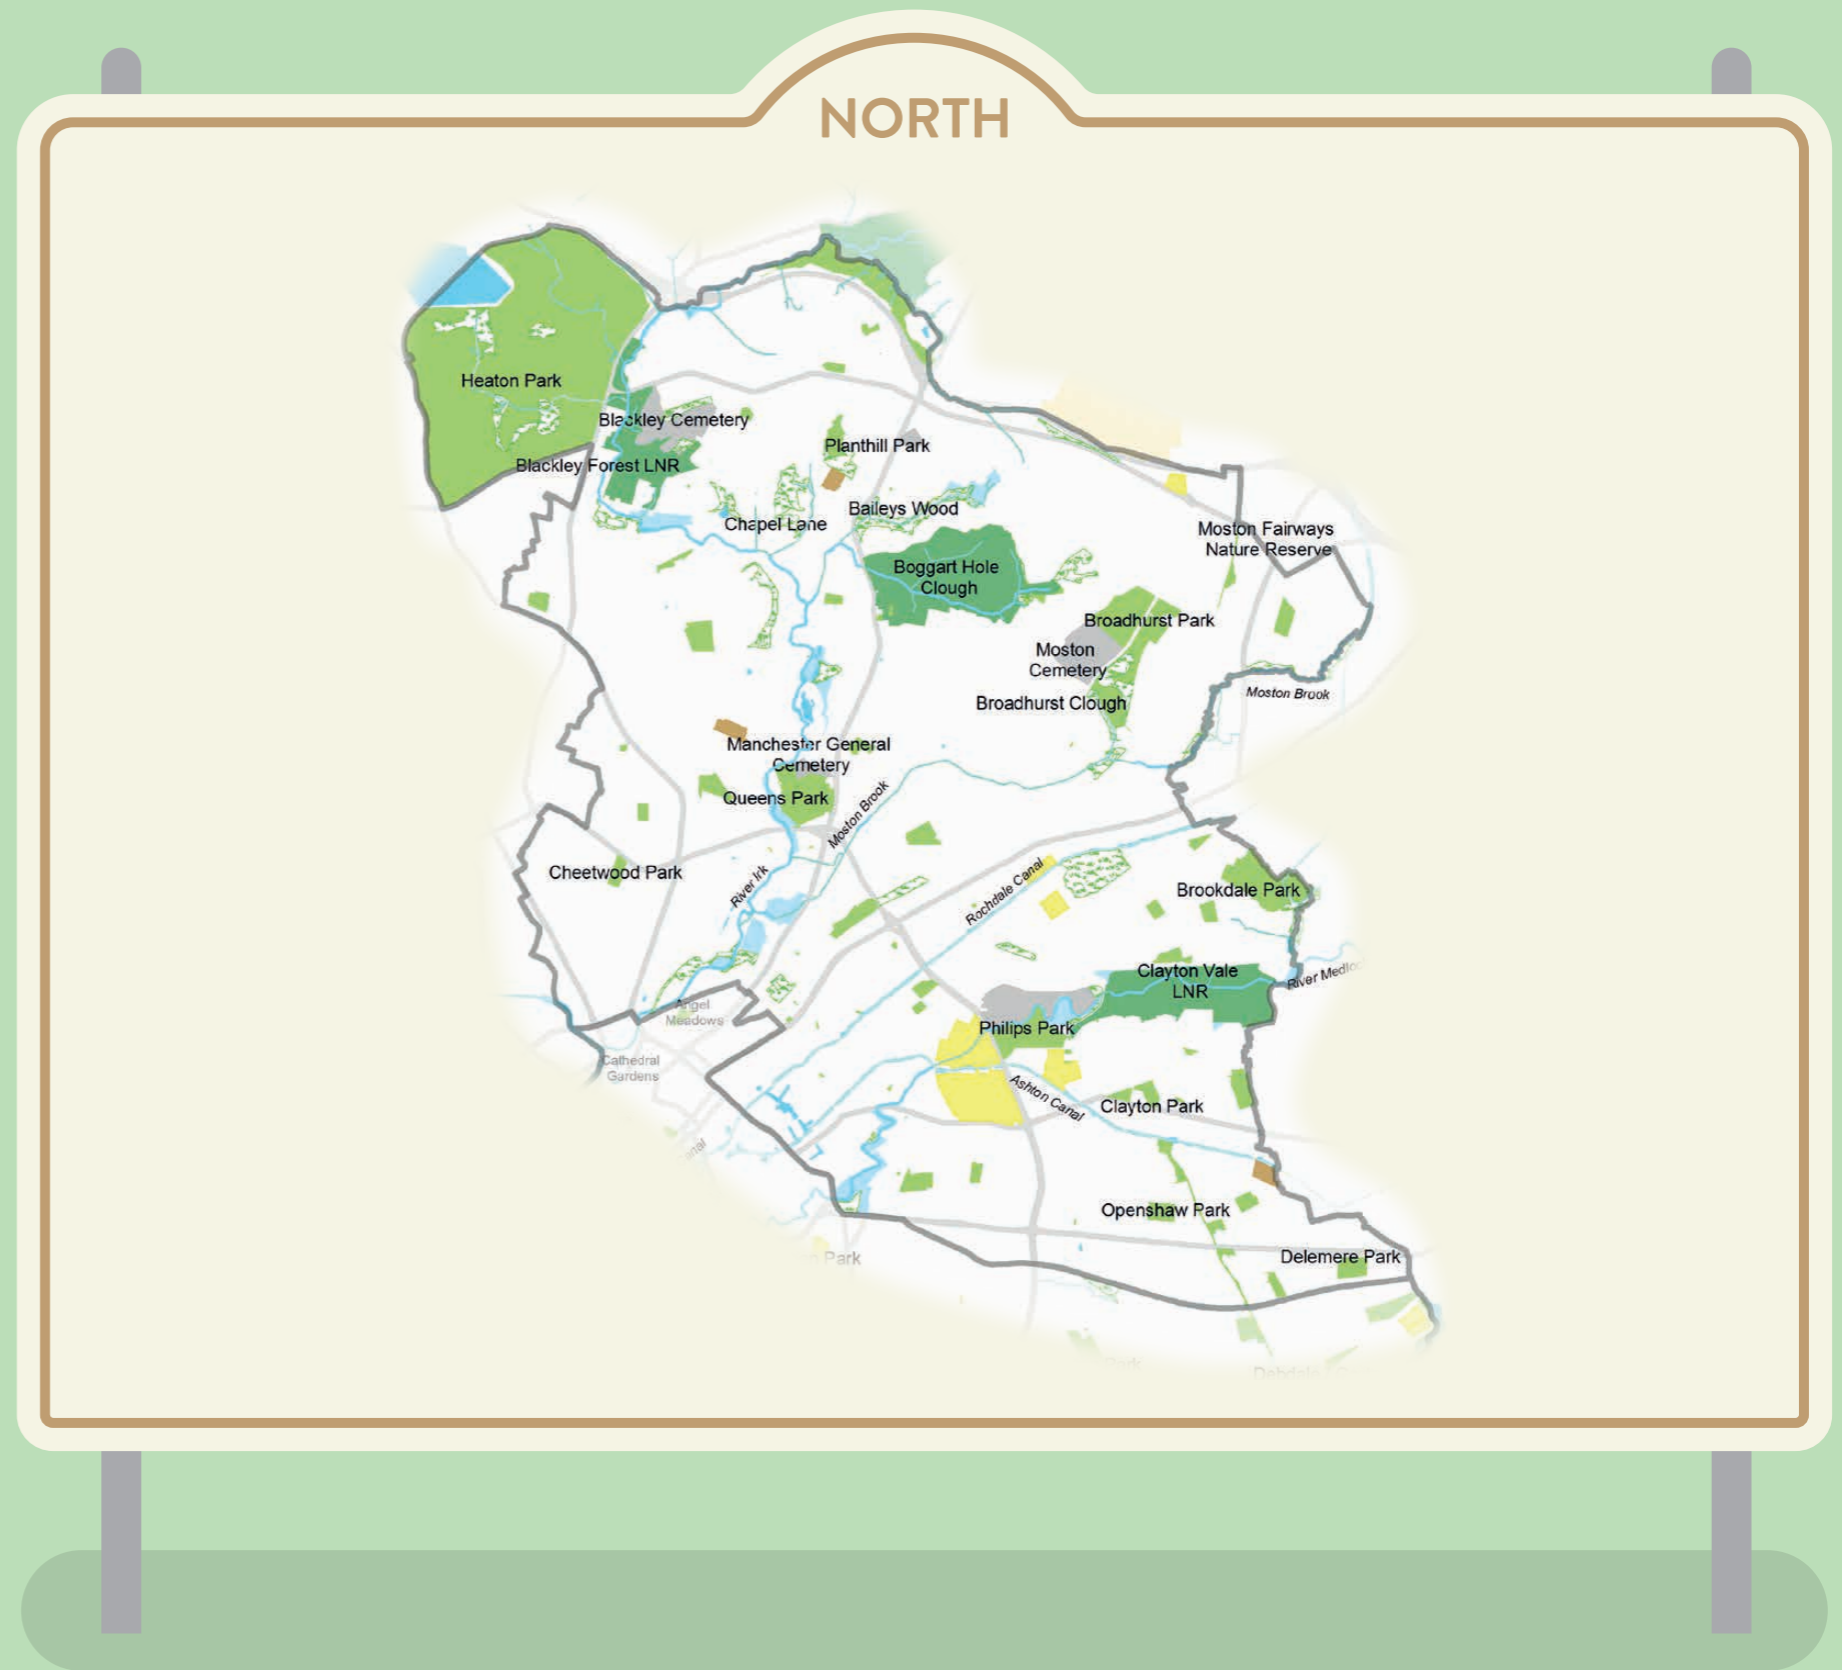 NORTH
Heaton Park
Blackley Cemetery
Planthill Park
Blackley Forest LNR
Baileys Wood
Chapel Lane
Moston Fairways
Nature Reserve
Boggart Hole
Clough
Broadhurst Park
Moston
Cemetery
Moston Brook
Broadhurst Clough
Manchester General
Cemetery
Queens Park
Moston Brook
Cheetwood Park
River Irk
Rochdale Canal
Brookdale Park
Clayton Vale
LNR
River Medloc
Angel
Meadows
Philips Park
Cathedral
Gardens
Ashton Canal
Clayton Park
Openshaw Park
Delemere Park
Park